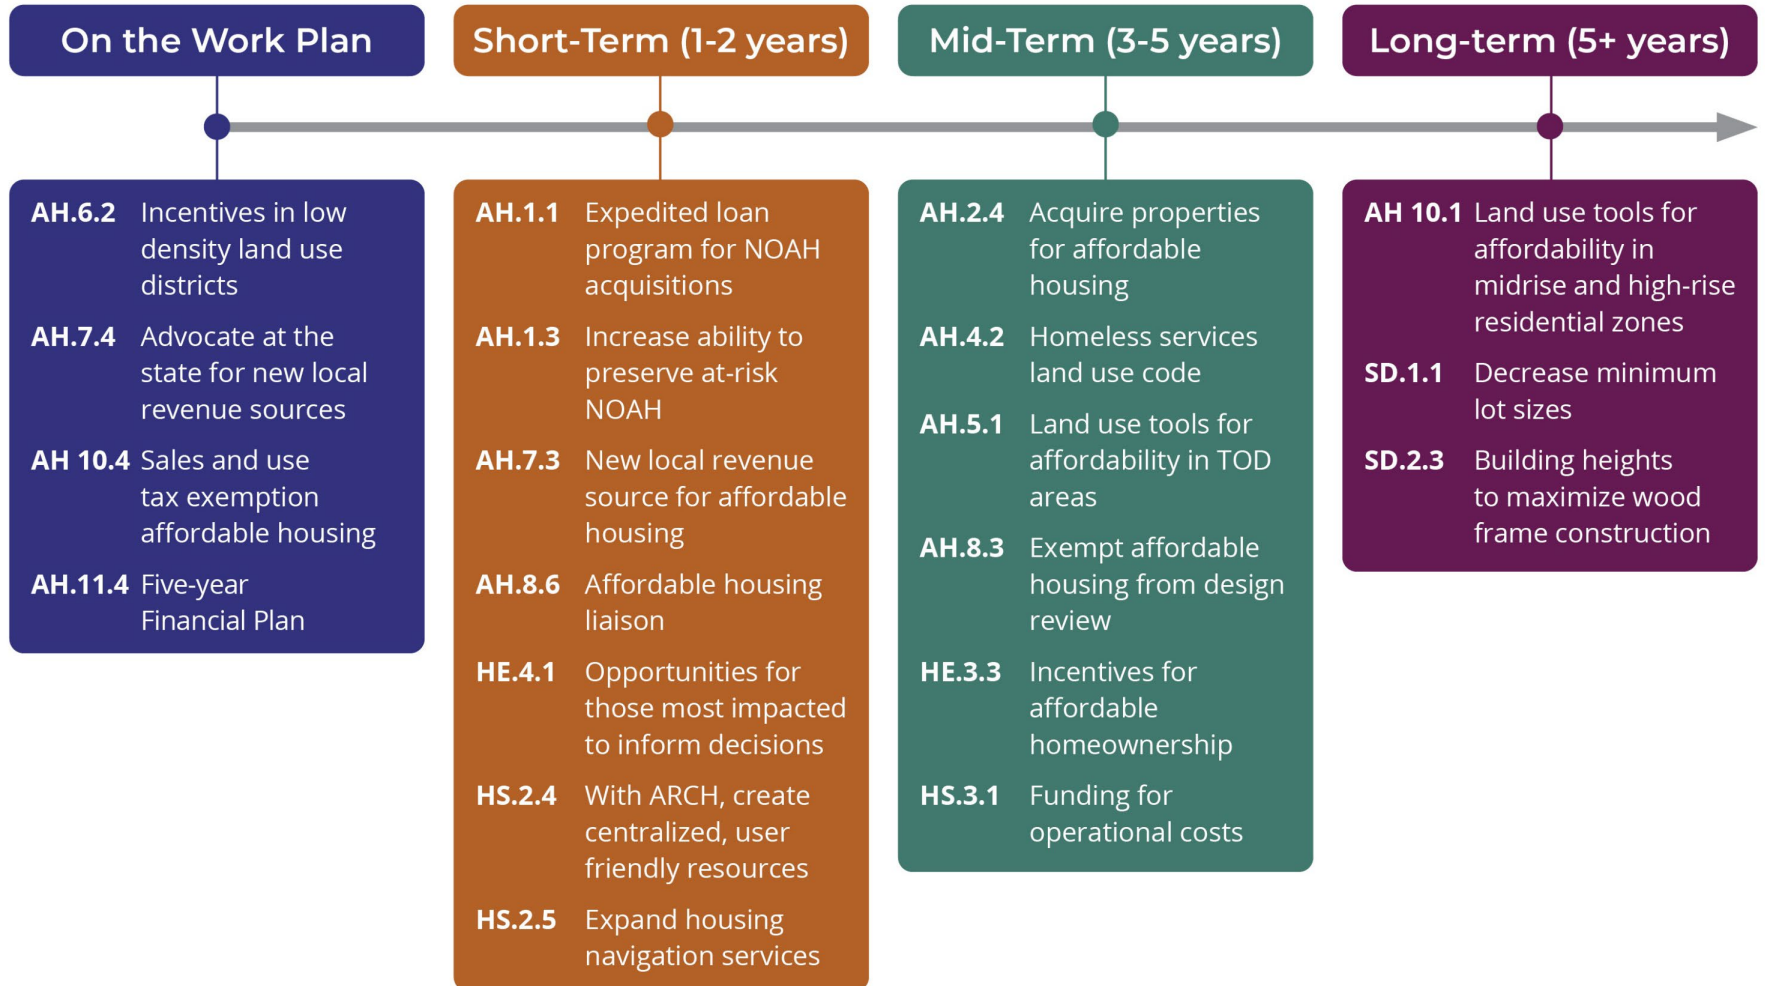 On the Work Plan
Short-Term (1-2 years)
Mid-Term (3-5 years)
Long-term (5+ years)
AH.6.2 Incentives in low
density land use
districts
AH.7.4 Advocate at the
state for new local
revenue sources
AH 10.4 Sales and use
tax exemption
affordable housing
AH.11.4 Five-year
Financial Plan
AH.1.1 Expedited loan
program for NOAH
acquisitions
AH.1.3 Increase ability to
preserve at-risk
NOAH
AH.7.3 New local revenue
source for affordable
housing
AH.8.6 Affordable housing
liaison
HE.4.1 Opportunities for
those most impacted
to inform decisions
HS.2.4 With ARCH, create
centralized, user
friendly resources
HS.2.5 Expand housing
navigation services
AH.2.4 Acquire properties
for affordable
housing
AH.4.2 Homeless services
land use code
AH.5.1 Land use tools for
affordability in TOD
areas
AH.8.3 Exempt affordable
housing from design
review
HE.3.3 Incentives for
affordable
homeownership
HS.3.1 Funding for
operational costs
AH 10.1 Land use tools for
affordability in
midrise and high-rise
residential zones
SD.1.1 Decrease minimum
lot sizes
SD.2.3 Building heights
to maximize wood
frame construction